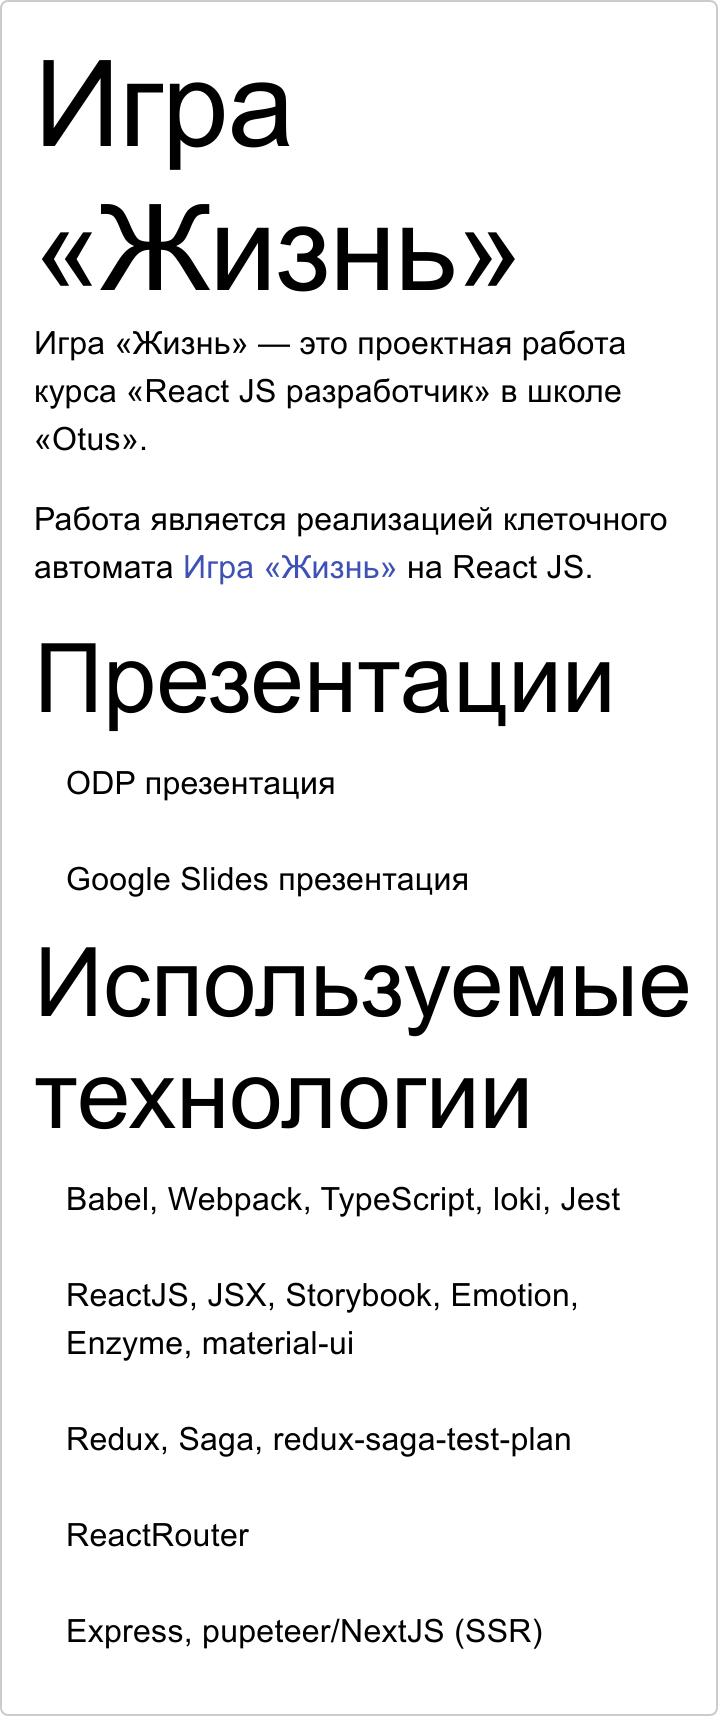 Игра
«Жизнь»
Игра «Жизнь» — это проектная работа
курса «React JS разработчик» в школе
«Otus».
Работа является реализацией клеточного
автомата Игра «Жизнь» на React JS.
Презентации
ODP презентация
Google Slides презентация
Используемые
технологии
Babel, Webpack, TypeScript, loki, Jest
ReactJS, JSX, Storybook, Emotion,
Enzyme, material-ui
Redux, Saga, redux-saga-test-plan
ReactRouter
Express, pupeteer/NextJS (SSR)